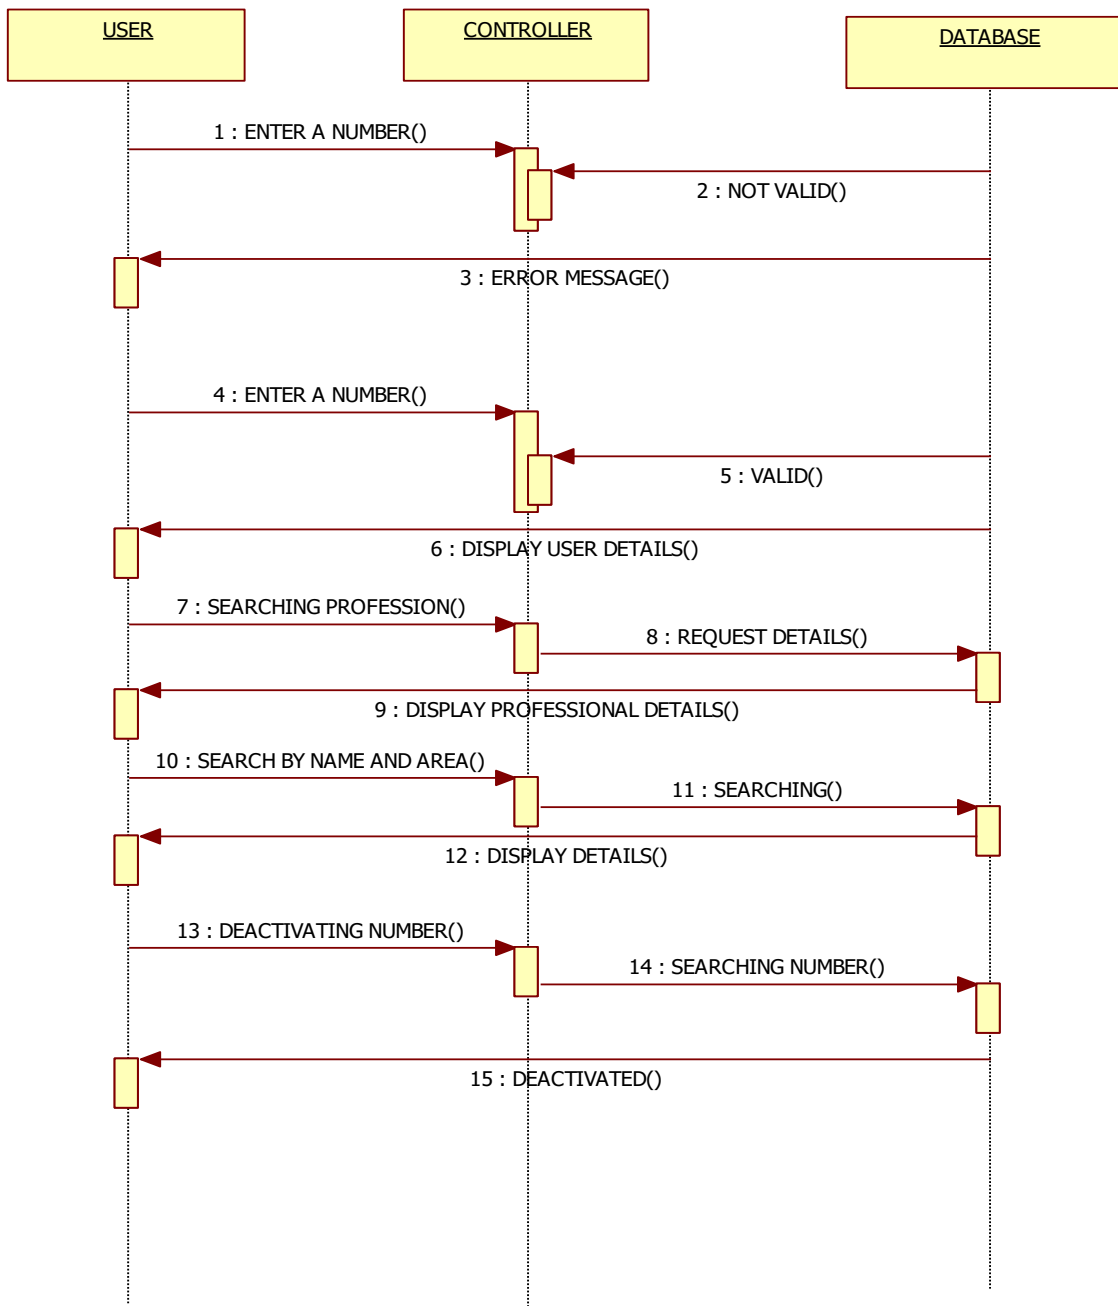 USER
CONTROLLER
DATABASE
1 : ENTER A NUMBER()
2 : NOT VALID()
3 : ERROR MESSAGE()
4 : ENTER A NUMBER()
5 : VALID()
6 : DISPLAY USER DETAILS()
7 : SEARCHING PROFESSION()
8 : REQUEST DETAILS()
9 : DISPLAY PROFESSIONAL DETAILS()
10 : SEARCH BY NAME AND AREA()
11 : SEARCHING()
12 : DISPLAY DETAILS()
13 : DEACTIVATING NUMBER()
14 : SEARCHING NUMBER()
15 : DEACTIVATED()